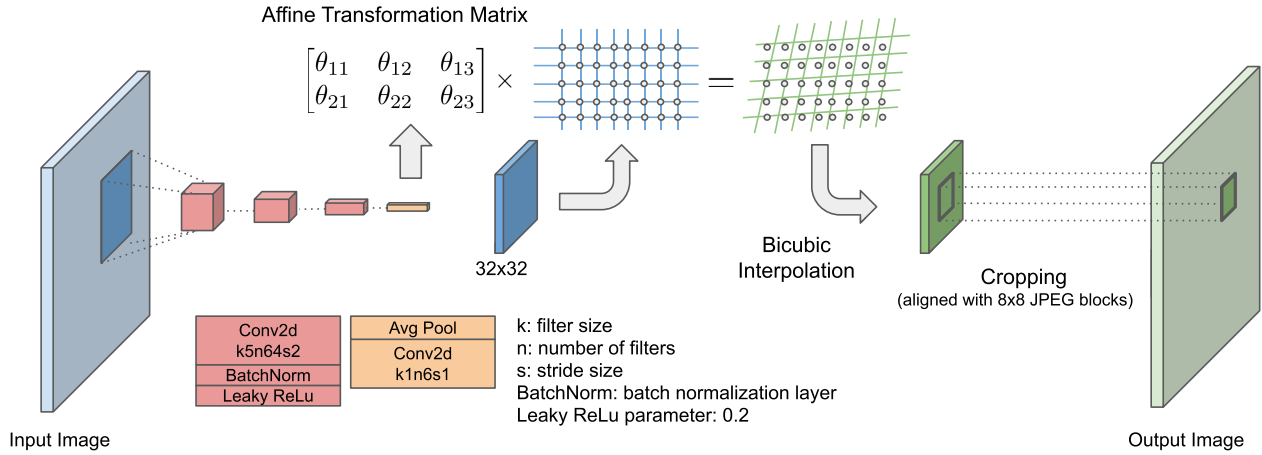 Affine Transformation Matrix
θ11 θ12 θ13
θ21 θ22 θ23
×
=
32x32
Bicubic
Interpolation
Cropping
(aligned with 8x8 JPEG blocks)
Conv2d
k5n64s2
BatchNorm
Leaky ReLu
Avg Pool
Conv2d
k1n6s1
k: filter size
n: number of filters
s: stride size
BatchNorm: batch normalization layer
Leaky ReLu parameter: 0.2
Input Image
Output Image